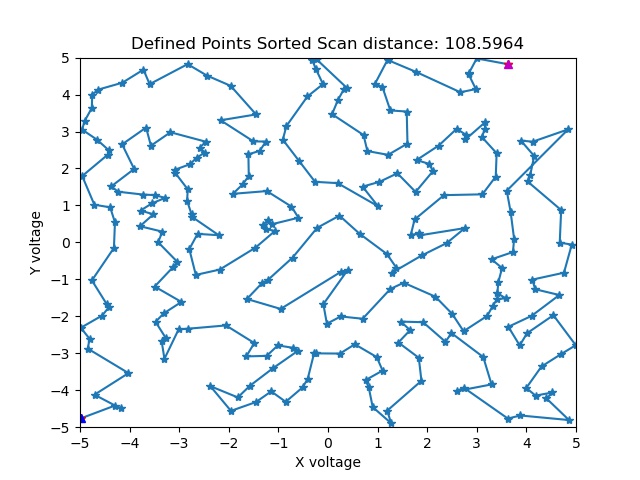 Defined Points Sorted Scan distance: 108.5964
5
4
3
2
1
0
−1
−2
−3
−4
−5
Y voltage
−5 −4 −3 −2 −1 0 1 2 3 4 5
X voltage